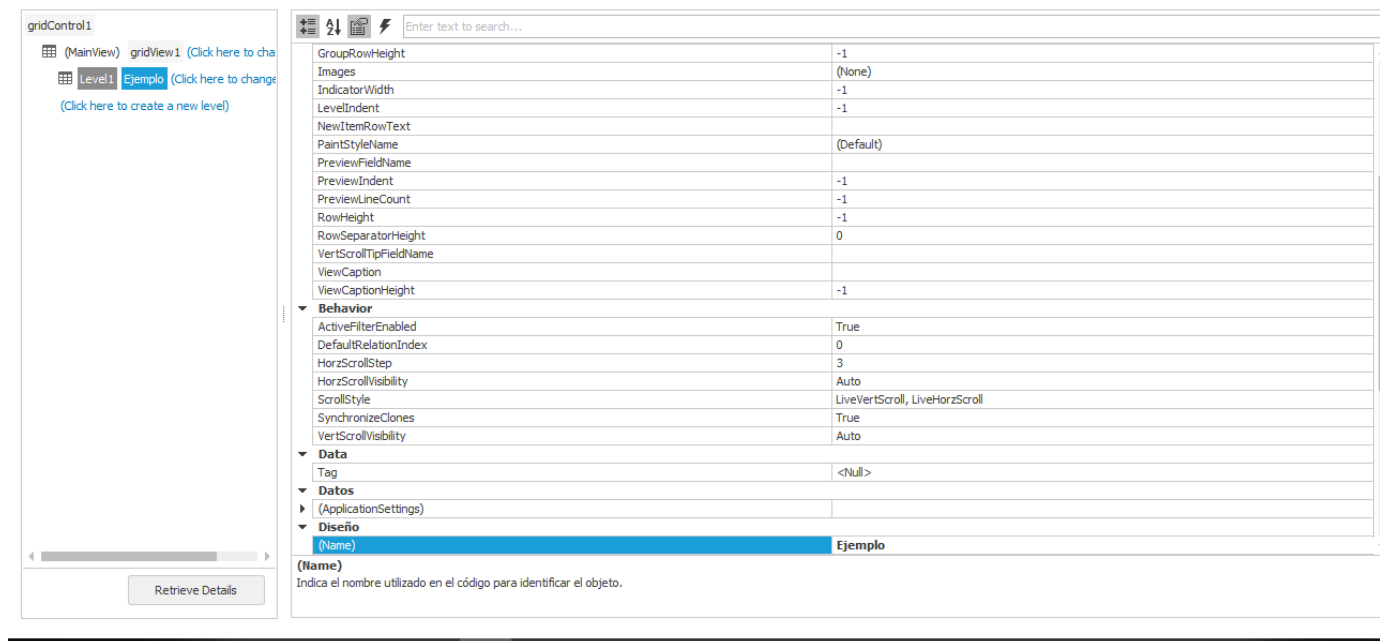 gridControl1
(MainView) gridView1 (Click here to cha
Level1 Ejemplo (Click here to change
(Click here to create a new level)
Retrieve Details
Enter text to search...
GroupRowHeight -1
Images (None)
IndicatorWidth -1
LevelIndent -1
NewItemRowText
PaintStyleName (Default)
PreviewFieldName
PreviewIndent -1
PreviewLineCount -1
RowHeight -1
RowSeparatorHeight 0
VertScrollTipFieldName
ViewCaption
ViewCaptionHeight -1
Behavior
ActiveFilterEnabled True
DefaultRelationIndex 0
HorzScrollStep 3
HorzScrollVisibility Auto
ScrollStyle LiveVertScroll, LiveHorzScroll
SynchronizeClones True
VertScrollVisibility Auto
Data
Tag <Null>
Datos
(ApplicationSettings)
Diseño
(Name) Ejemplo
(Name)
Indica el nombre utilizado en el código para identificar el objeto.